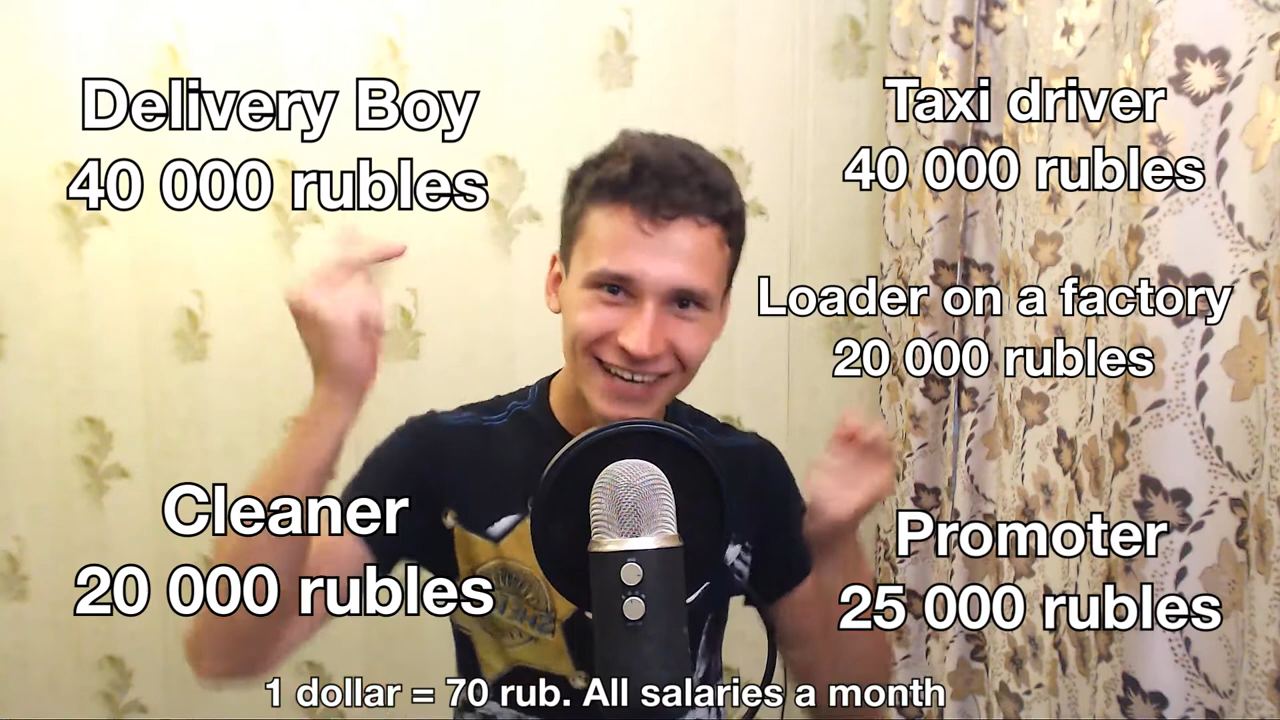 Delivery Boy
40 000 rubles
Taxi driver
40 000 rubles
Loader on a factory
20 000 rubles
Cleaner
20 000 rubles
Promoter
25 000 rubles
1 dollar = 70 rub. All salaries a month